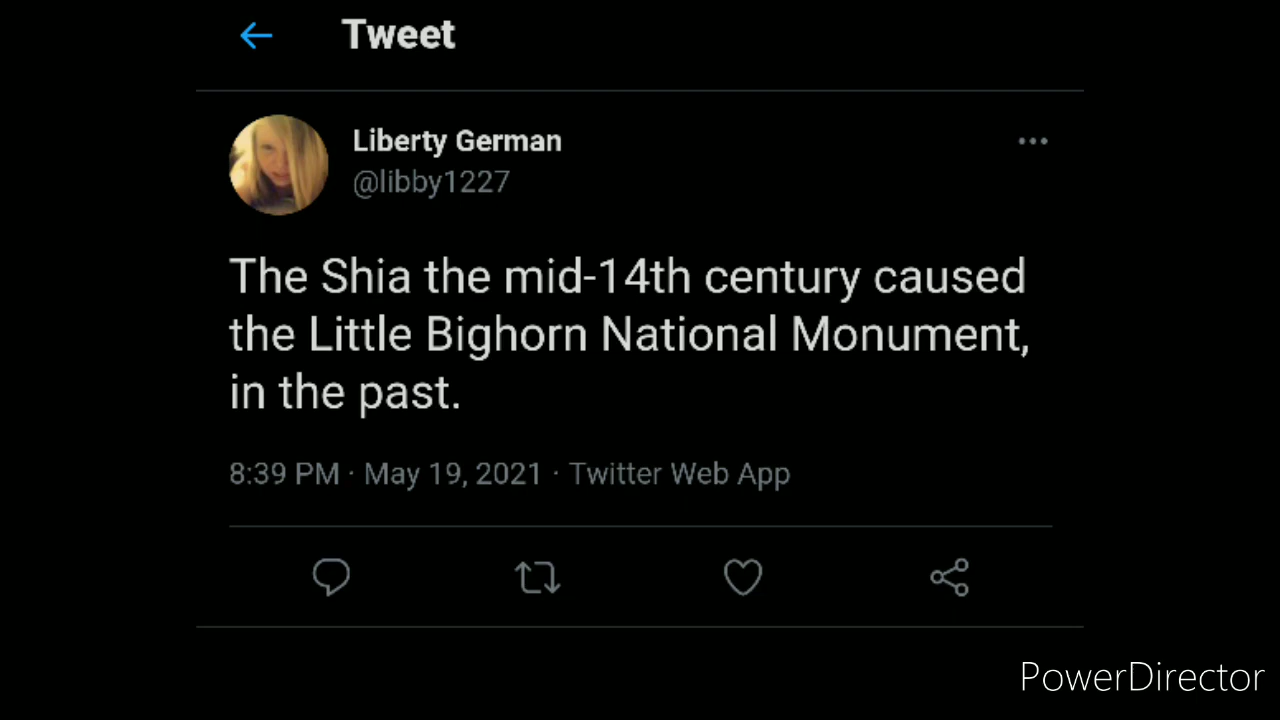 Tweet
Liberty German
@libby1227
The Shia the mid-14th century caused
the Little Bighorn National Monument,
in the past.
8:39 PM · May 19, 2021 · Twitter Web App
PowerDirector